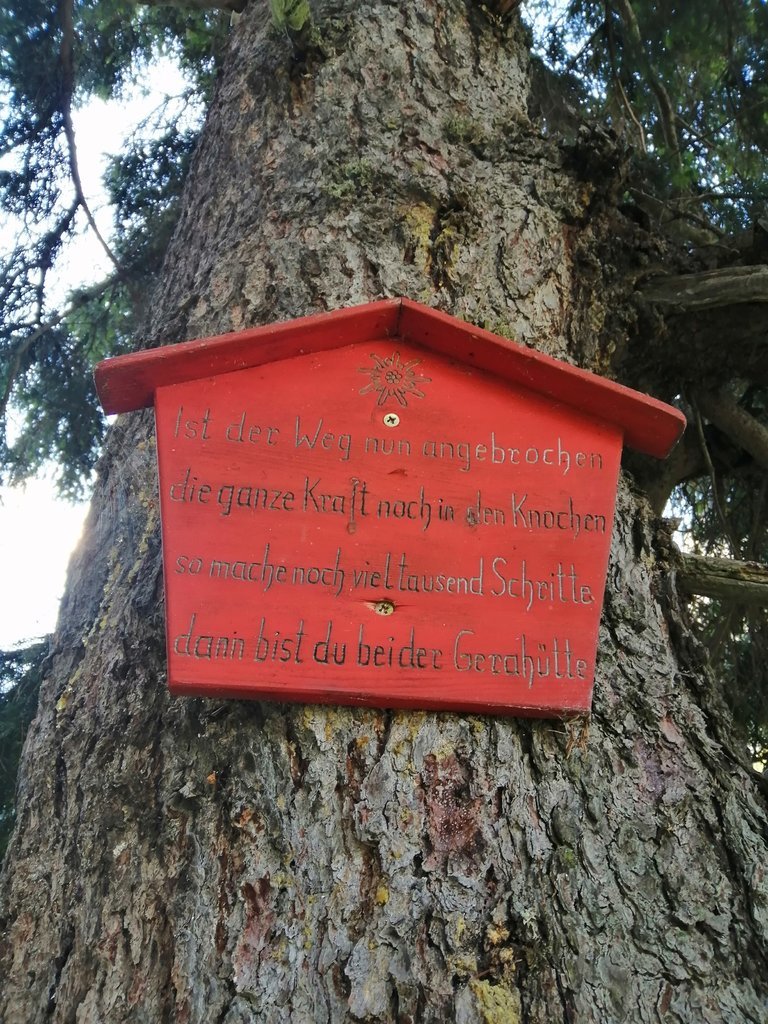 Ist der Weg nun angebrochen
die ganze Kraft noch in den Knochen
so mache noch viel tausend Schritte
dann bist du bei der Gerahütte